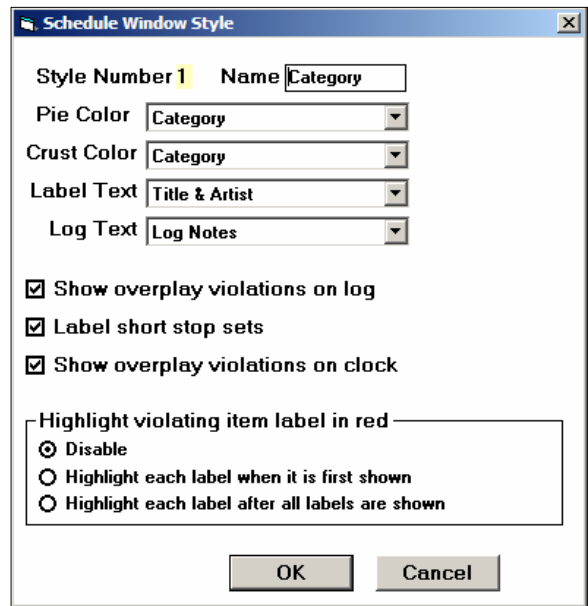 Schedule Window Style
Style Number 1 Name Category
Pie Color Category
Crust Color Category
Label Text Title & Artist
Log Text Log Notes
Show overplay violations on log
Label short stop sets
Show overplay violations on clock
Highlight violating item label in red
Disable
Highlight each label when it is first shown
Highlight each label after all labels are shown
OK Cancel